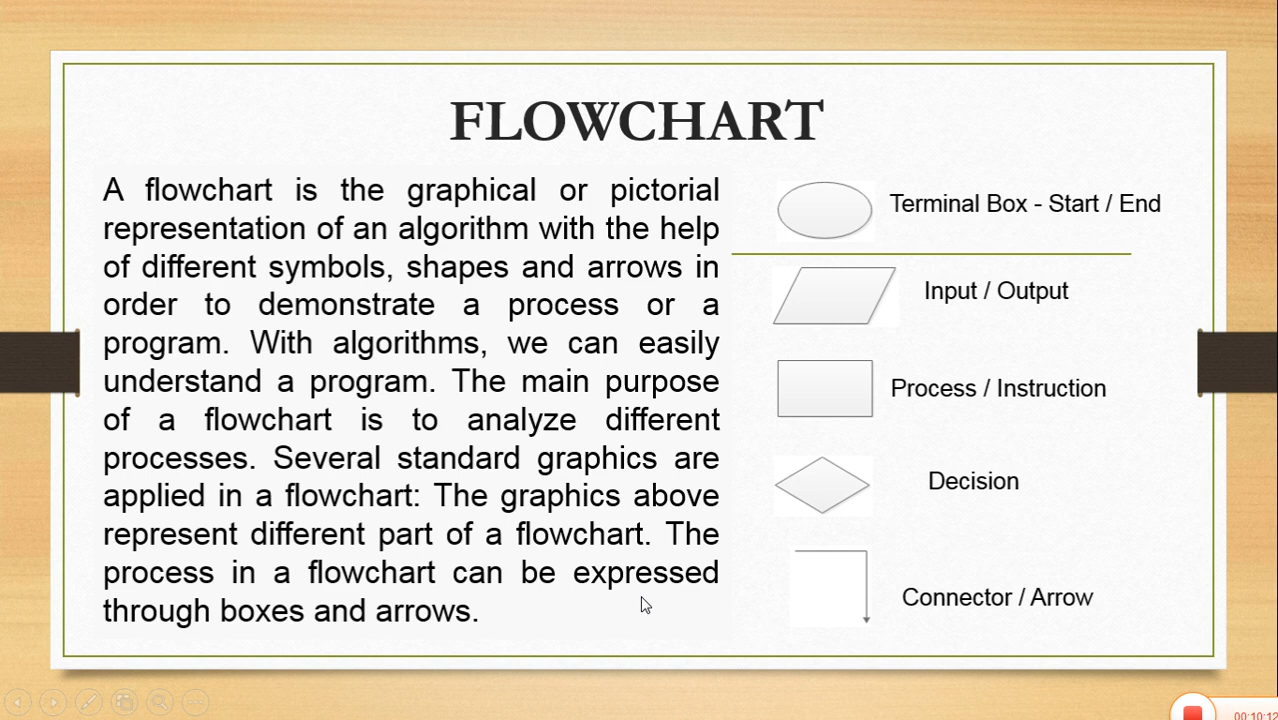 FLOWCHART
A flowchart is the graphical or pictorial
representation of an algorithm with the help
of different symbols, shapes and arrows in
order to demonstrate a process or a
program. With algorithms, we can easily
understand a program. The main purpose
of a flowchart is to analyze different
processes. Several standard graphics are
applied in a flowchart: The graphics above
represent different part of a flowchart. The
process in a flowchart can be expressed
through boxes and arrows.
Terminal Box - Start / End
Input / Output
Process / Instruction
Decision
Connector / Arrow
00:10:12